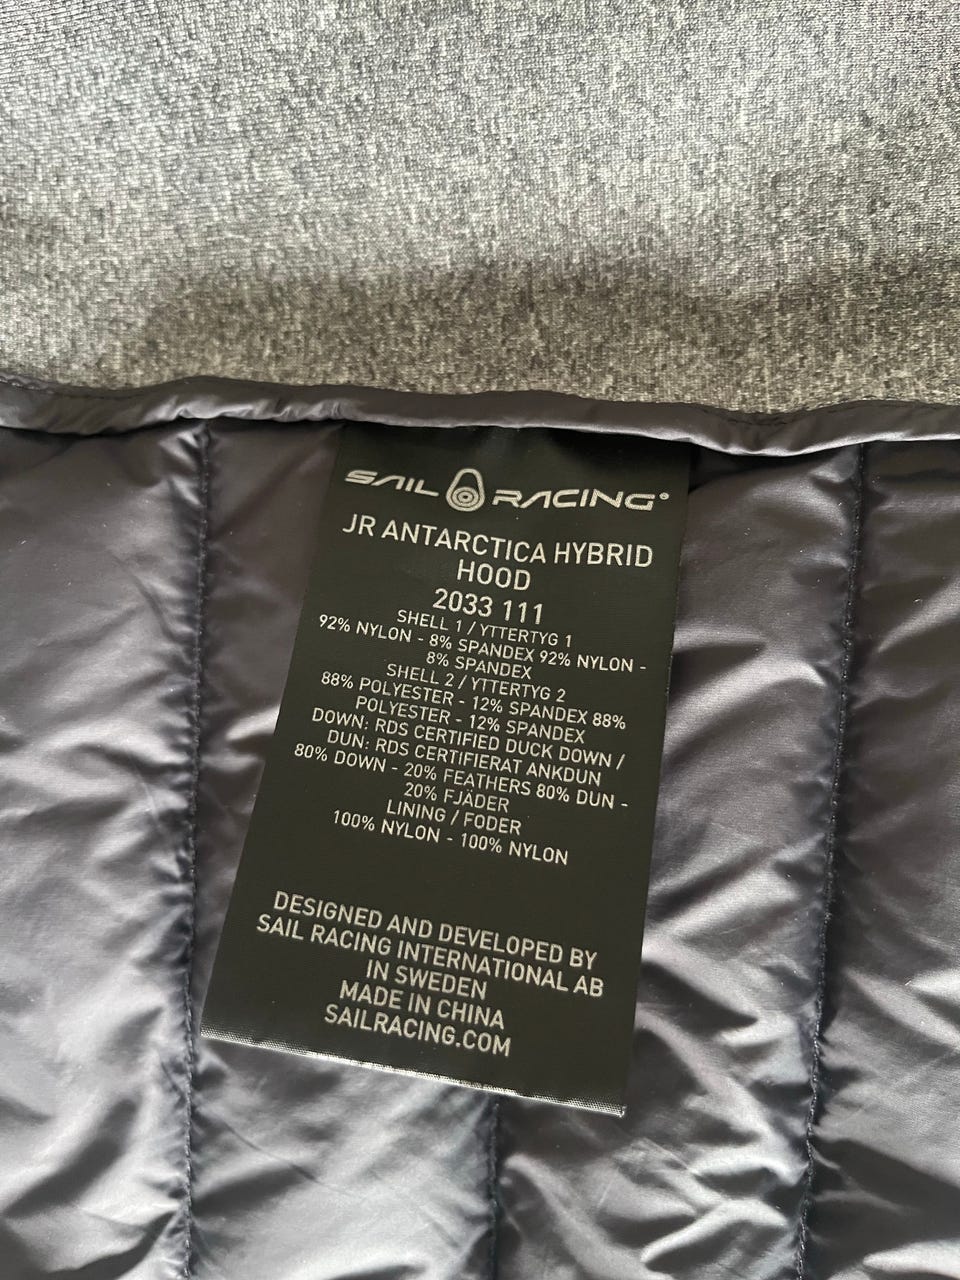 SAIL RACING®
JR ANTARCTICA HYBRID
HOOD
2033 111
SHELL 1 / YTTERTYG 1
92% NYLON - 8% SPANDEX 92% NYLON -
8% SPANDEX
SHELL 2 / YTTERTYG 2
88% POLYESTER - 12% SPANDEX 88%
POLYESTER - 12% SPANDEX
DOWN: RDS CERTIFIED DUCK DOWN /
DUN: RDS CERTIFIERAT ANKDUN
80% DOWN - 20% FEATHERS 80% DUN -
20% FJÄDER
LINING / FODER
100% NYLON - 100% NYLON
DESIGNED AND DEVELOPED BY
SAIL RACING INTERNATIONAL AB
IN SWEDEN
MADE IN CHINA
SAILRACING.COM